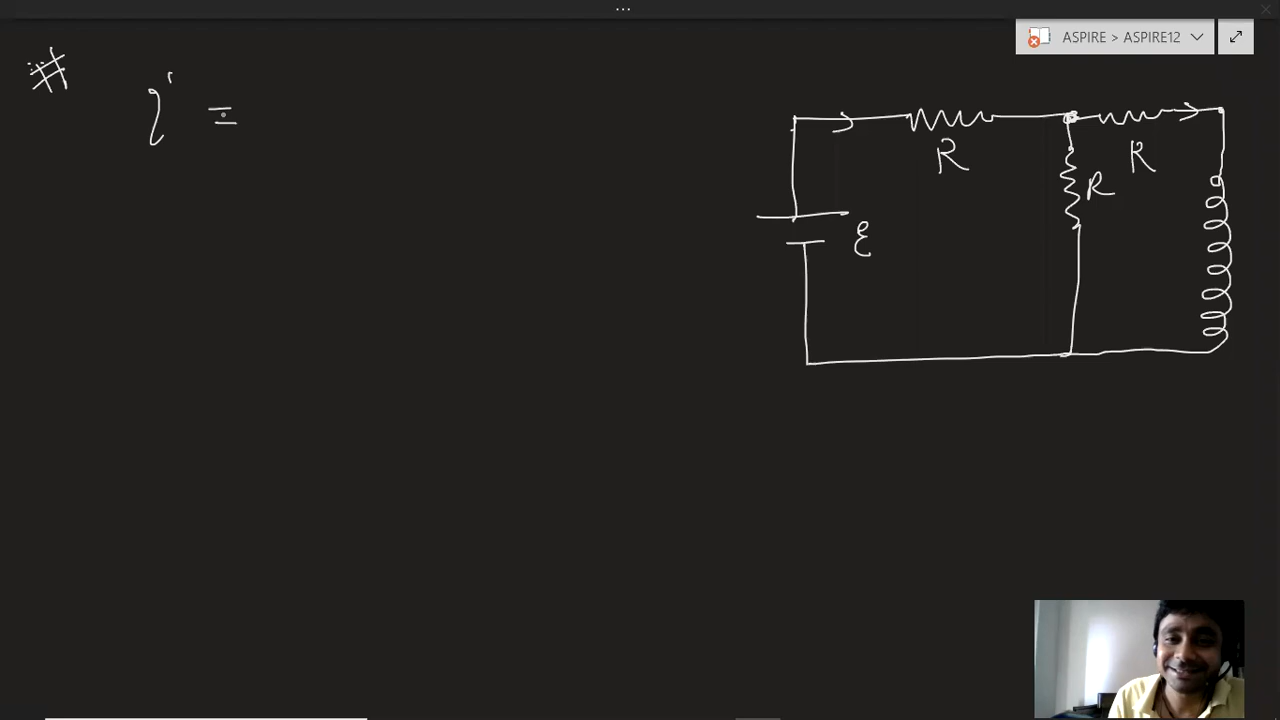 ...
ASPIRE > ASPIRE12
#
i =
R
R
R
ε